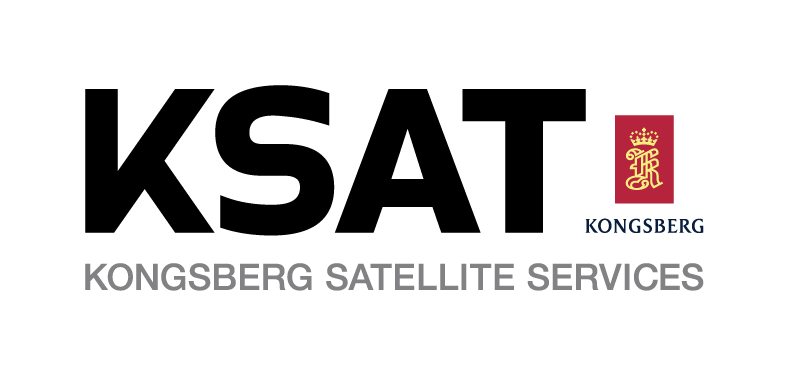 KSAT
KONGSBERG
KONGSBERG SATELLITE SERVICES